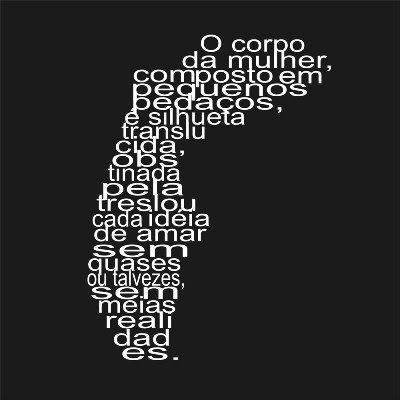 O corpo
da mulher,
composto em
pequenos
pedaços,
é silhueta
translu
cida,
obs
tinada
pela
treslou
cada idéia
de amar
sem
quases
ou talvezes,
sem
meias
reali
dad
es.